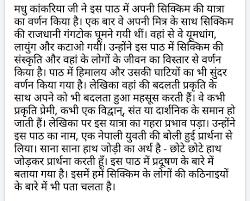 मधु कांकरिया जी ने इस पाठ में अपनी सिक्किम की यात्रा
का वर्णन किया है। एक बार वे अपनी मित्र के साथ सिक्किम
की राजधानी गंगटोक घूमने गयी थीं। वहां से वे यूमथांग,
लायुंग और कटाओ गयीं। उन्होंने इस पाठ में सिक्किम की
संस्कृति और वहां के लोगों के जीवन का विस्तार से वर्णन
किया है। पाठ में हिमालय और उसकी घाटियों का भी सुंदर
वर्णन किया गया है। लेखिका वहां की बदलती प्रकृति के
साथ अपने को भी बदलता हुआ महसूस करती हैं। वे कभी
प्रकृति प्रेमी, कभी एक विद्वान्, संत या दार्शनिक के समान हो
जाती हैं। लेखिका पर इस यात्रा का गहरा प्रभाव पड़ा। उन्होंने
इस पाठ का नाम, एक नेपाली युवती की बोली हुई प्रार्थना से
लिया। साना साना हाथ जोड़ी का अर्थ है - छोटे छोटे हाथ
जोड़कर प्रार्थना करती हूँ। इस पाठ में प्रदूषण के बारे में
बताया गया है। इसमें हमें सिक्किम के लोगों की कठिनाइयों
के बारे में भी पता चलता है।